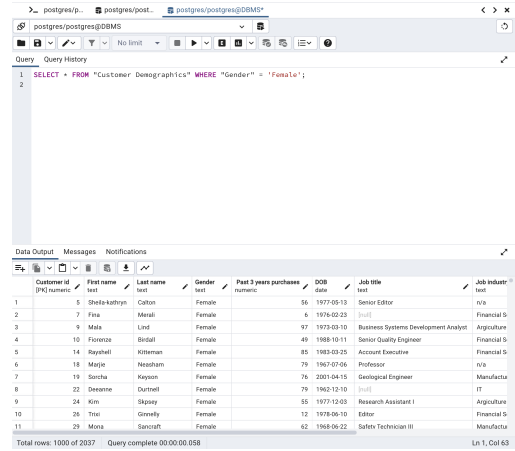 postgres/p... postgres/post... postgres/postgres@DBMS*
postgres/postgres@DBMS
No limit
Query Query History
1 SELECT * FROM "Customer Demographics" WHERE "Gender" = 'Female';
2
Data Output Messages Notifications
Customer id First name Last name Gender Past 3 years purchases DOB Job title Job industr
[PK] numeric text text text numeric date text text
1 5 Sheila-kathryn Calton Female 56 1977-05-13 Senior Editor n/a
2 7 Fina Merali Female 6 1976-02-23 [null] Financial S
3 9 Mala Lind Female 97 1973-03-10 Business Systems Development Analyst Argiculture
4 10 Fiorenze Birdall Female 49 1988-10-11 Senior Quality Engineer Financial S
5 14 Rayshell Kitteman Female 85 1983-03-25 Account Executive Financial S
6 18 Marjie Neasham Female 79 1967-07-06 Professor n/a
7 19 Sorcha Keyson Female 76 2001-04-15 Geological Engineer Manufactu
8 22 Deeanne Durtnell Female 79 1962-12-10 [null] IT
9 24 Kim Skpsey Female 55 1977-12-03 Research Assistant I Argiculture
10 26 Trixi Ginnelly Female 12 1978-06-10 Editor Financial S
11 29 Mona Sancraft Female 62 1968-06-22 Safety Technician III Manufactu
Total rows: 1000 of 2037 Query complete 00:00:00.058 Ln 1, Col 63